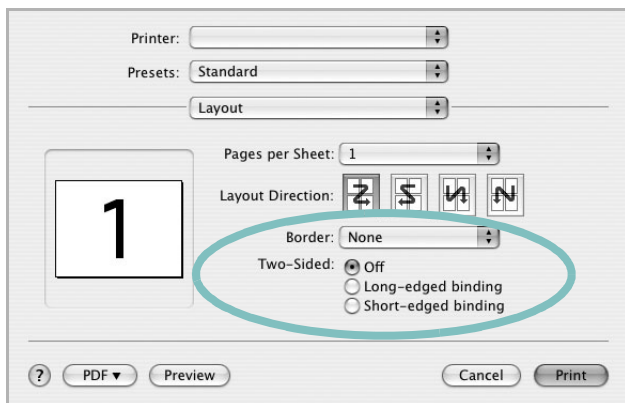 Printer:
Presets: Standard
Layout
Pages per Sheet: 1
Layout Direction:
1
Border: None
Two-Sided: Off
Long-edged binding
Short-edged binding
? PDF▼ Preview Cancel Print